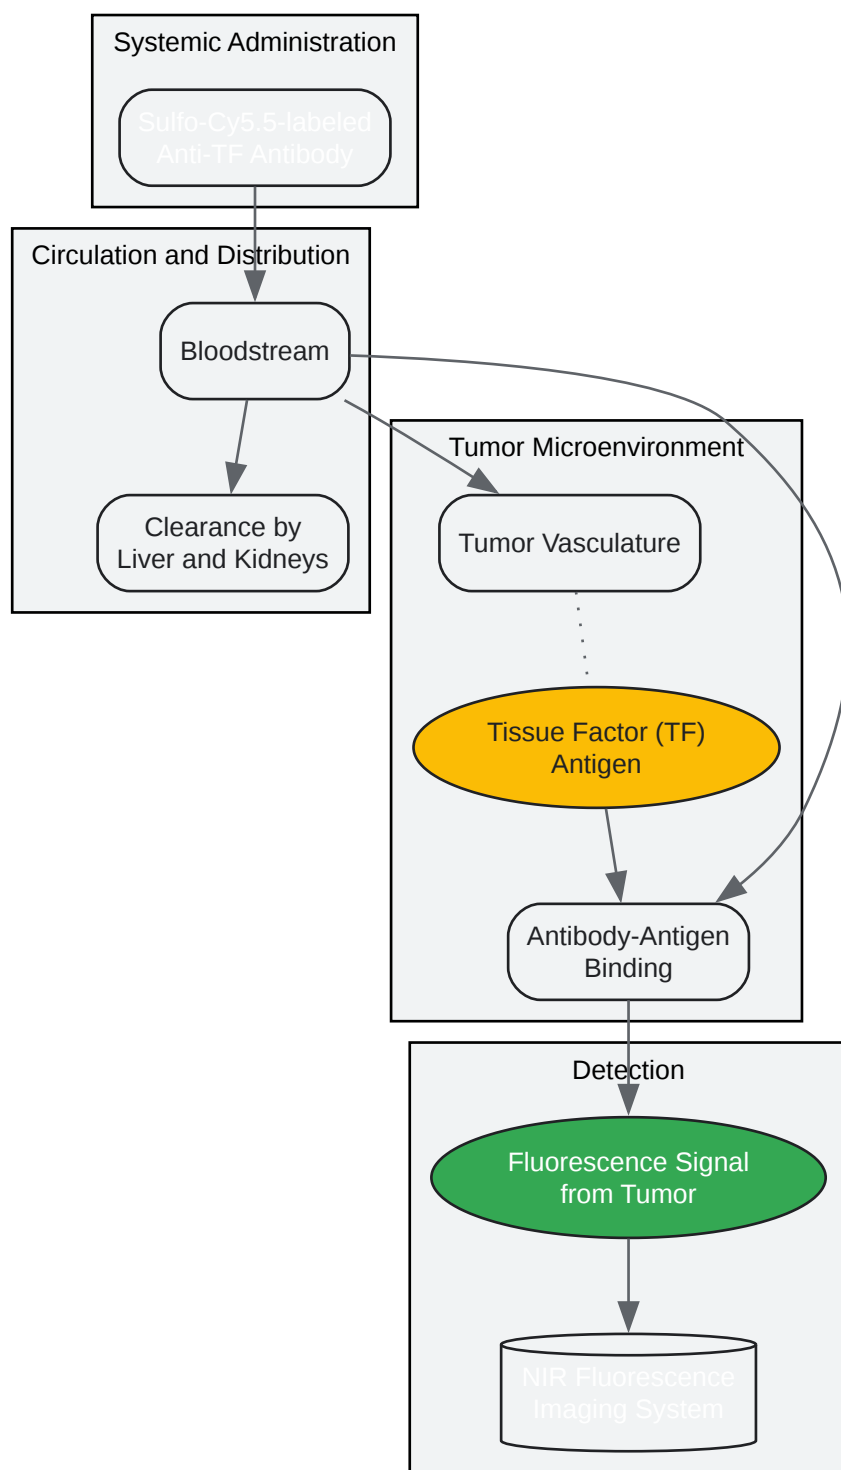 Systemic Administration
Sulfo-Cy5.5-labeled
Anti-TF Antibody
Circulation and Distribution
Bloodstream
Clearance by
Liver and Kidneys
Tumor Microenvironment
Tumor Vasculature
Tissue Factor (TF)
Antigen
Antibody-Antigen
Binding
Detection
Fluorescence Signal
from Tumor
NIR Fluorescence
Imaging System